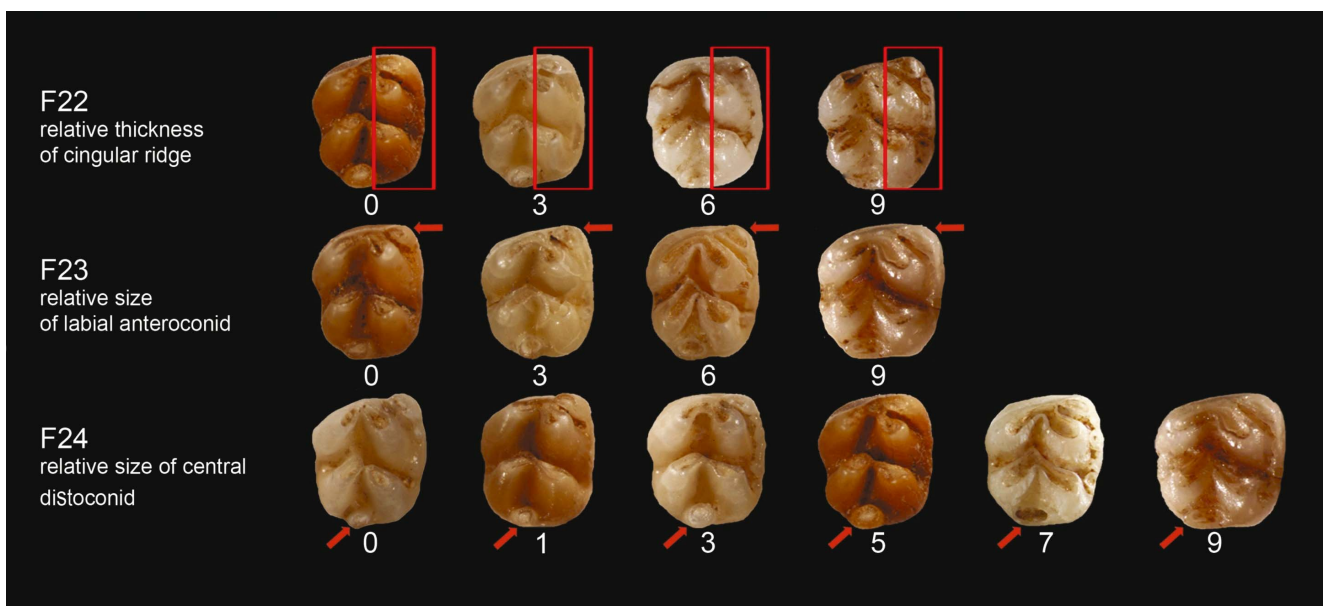 F22
relative thickness
of cingular ridge
0 3 6 9
F23
relative size
of labial anteroconid
0 3 6 9
F24
relative size of central
distoconid
0 1 3 5 7 9